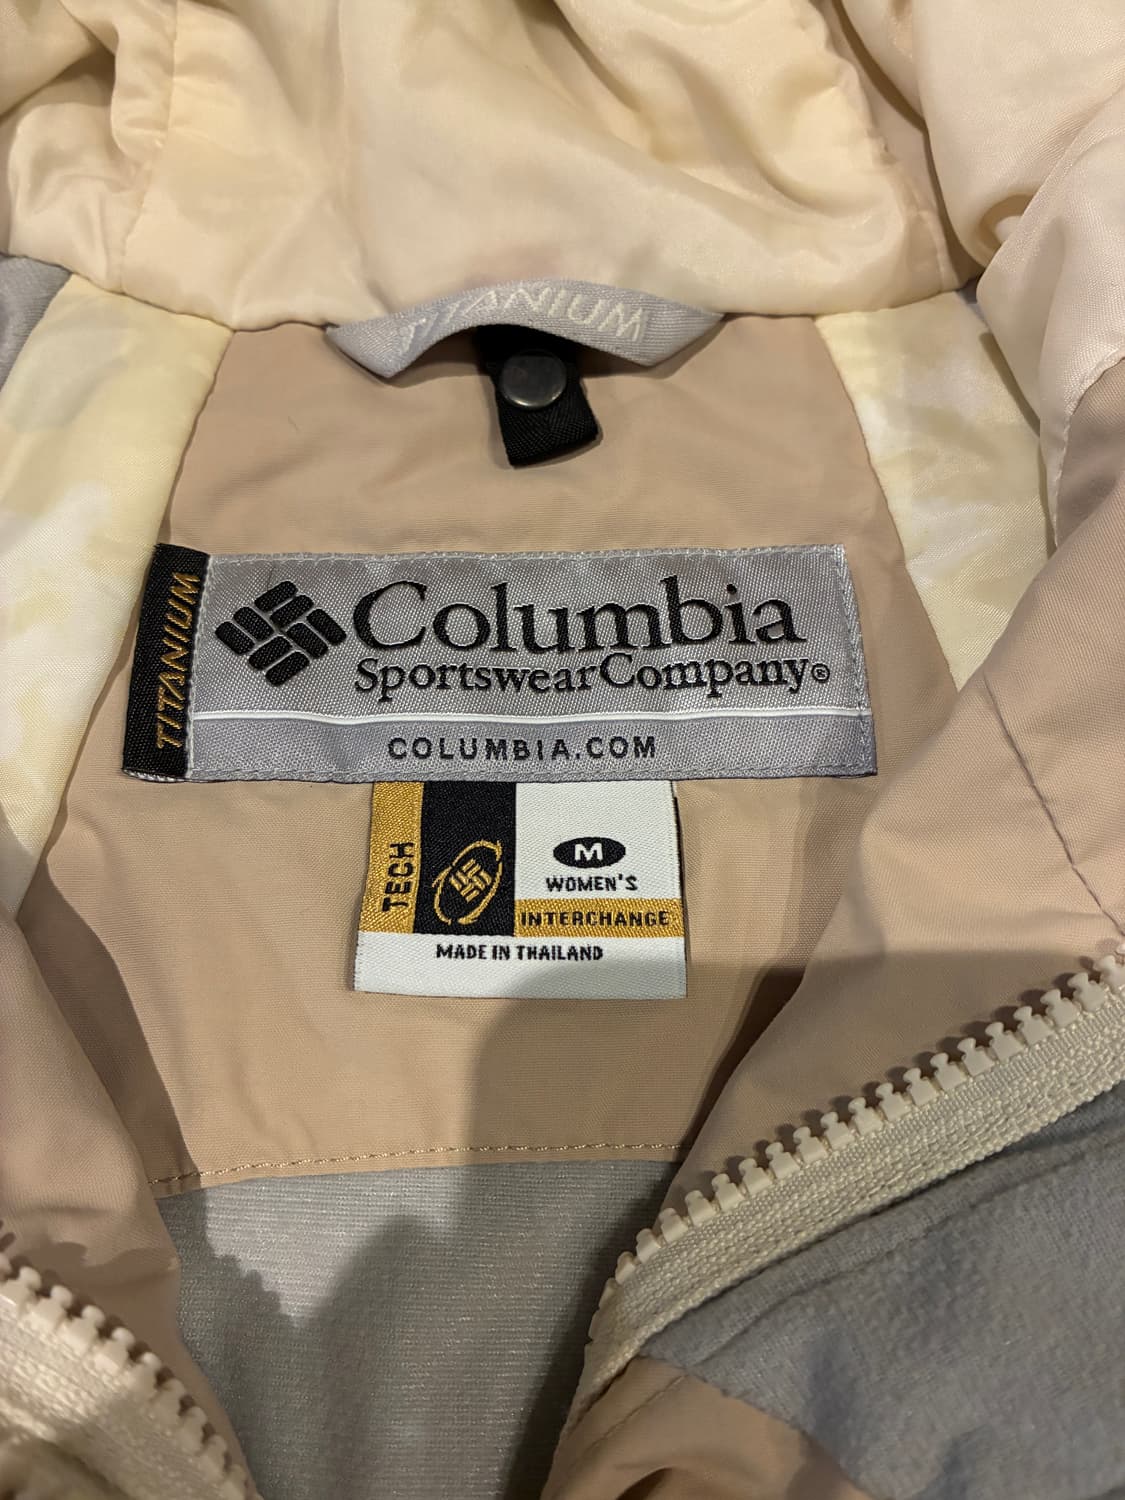 TITANIUM
TITANIUM
Columbia
SportswearCompany®
COLUMBIA.COM
TECH
M
WOMEN'S
INTERCHANGE
MADE IN THAILAND